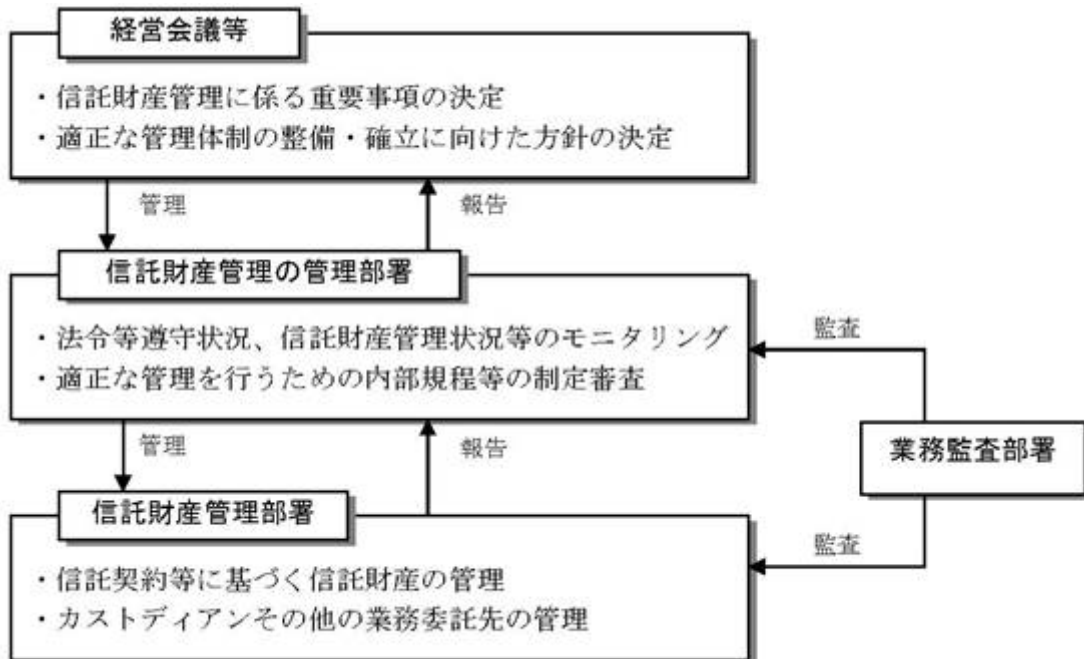 経営会議等
・信託財産管理に係る重要事項の決定
・適正な管理体制の整備・確立に向けた方針の決定
管理
報告
信託財産管理の管理部署
・法令等遵守状況、信託財産管理状況等のモニタリング
・適正な管理を行うための内部規程等の制定審査
監査
管理
報告
業務監査部署
信託財産管理部署
監査
・信託契約等に基づく信託財産の管理
・カストディアンその他の業務委託先の管理